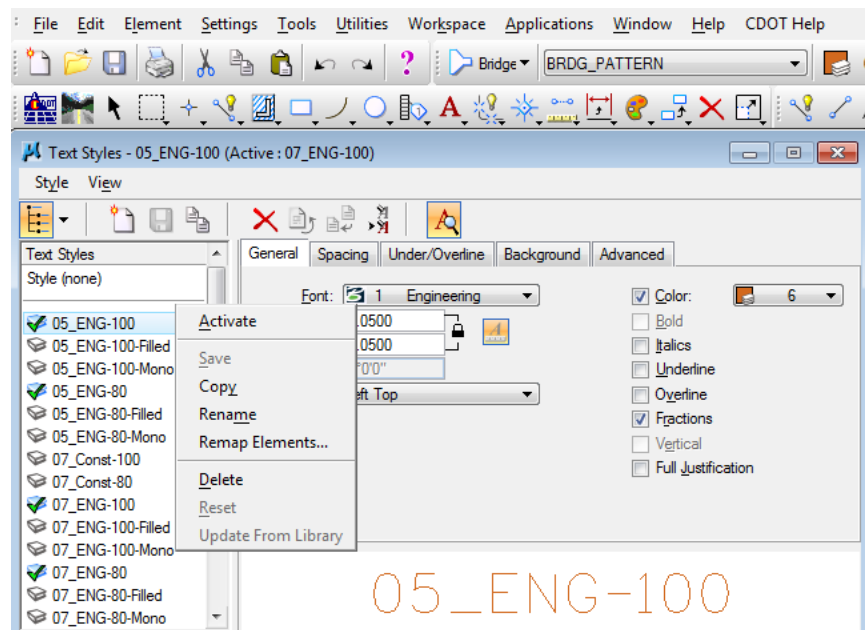 File Edit Element Settings Tools Utilities Workspace Applications Window Help CDOT Help
Bridge BRDG_PATTERN
Text Styles - 05_ENG-100 (Active : 07_ENG-100)
Style View
Text Styles
Style (none)
05_ENG-100
05_ENG-100-Filled
05_ENG-100-Mono
05_ENG-80
05_ENG-80-Filled
05_ENG-80-Mono
07_Const-100
07_Const-80
07_ENG-100
07_ENG-100-Filled
07_ENG-100-Mono
07_ENG-80
07_ENG-80-Filled
07_ENG-80-Mono
Activate
Save
Copy
Rename
Remap Elements...
Delete
Reset
Update From Library
General Spacing Under/Overline Background Advanced
Font: 1 Engineering
.0500
.0500
°0'0"
eft Top
Color: 6
Bold
Italics
Underline
Overline
Fractions
Vertical
Full Justification
05_ENG-100